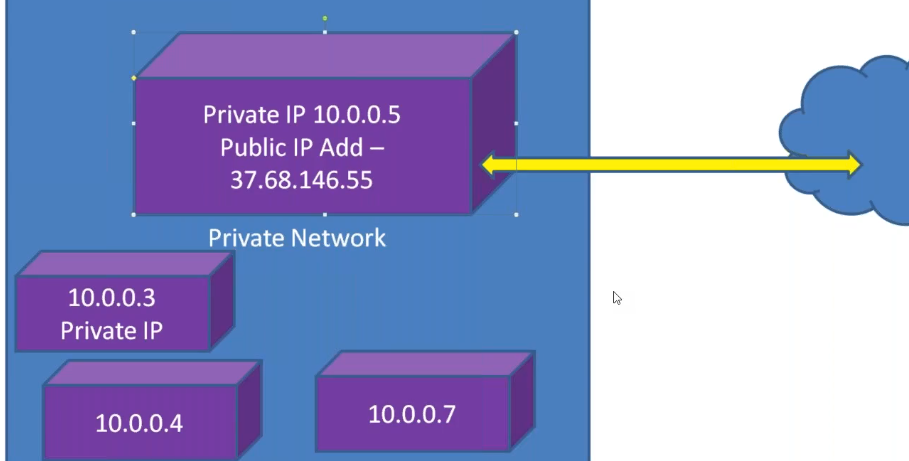 Private IP 10.0.0.5
Public IP Add –
37.68.146.55
Private Network
10.0.0.3
Private IP
10.0.0.4
10.0.0.7